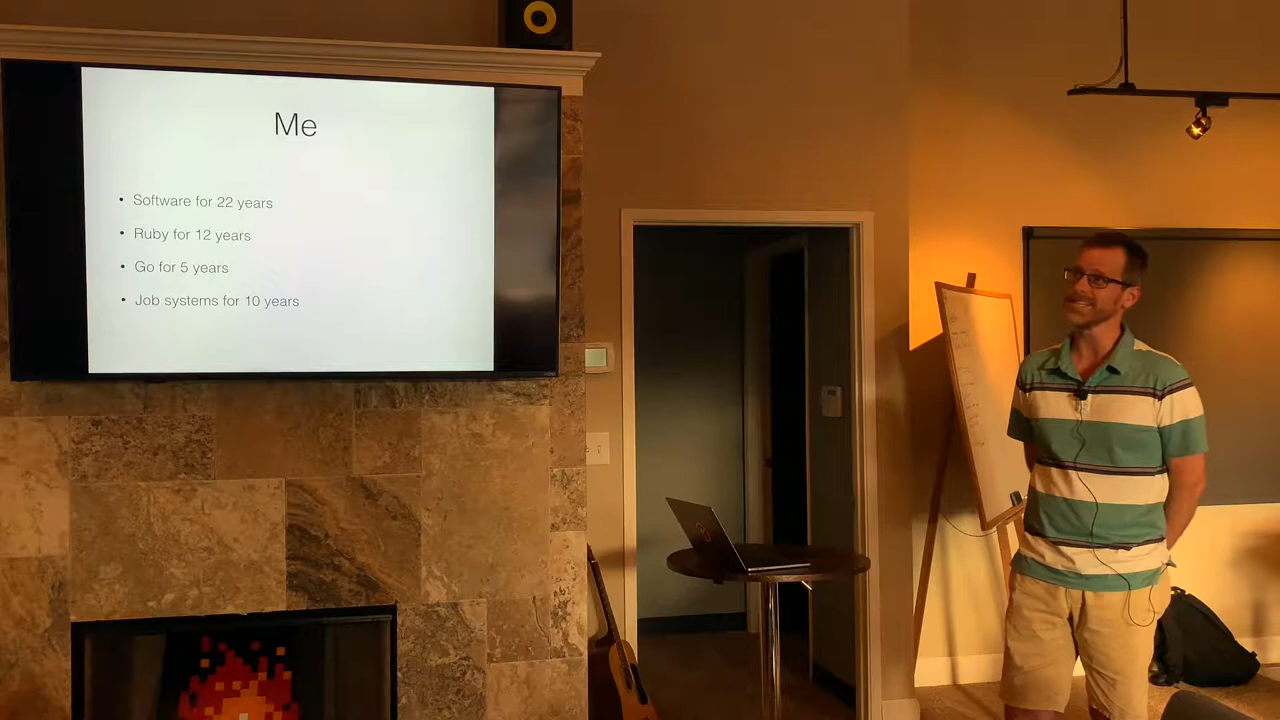 Me
• Software for 22 years
• Ruby for 12 years
• Go for 5 years
• Job systems for 10 years